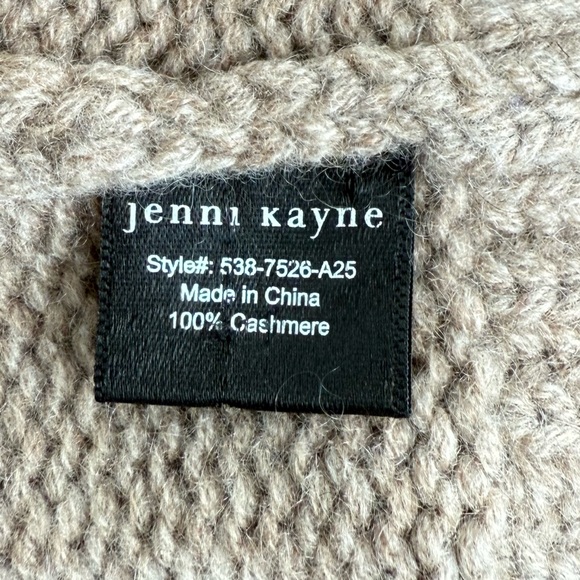 jenni kayne
Style#: 538-7526-A25
Made in China
100% Cashmere